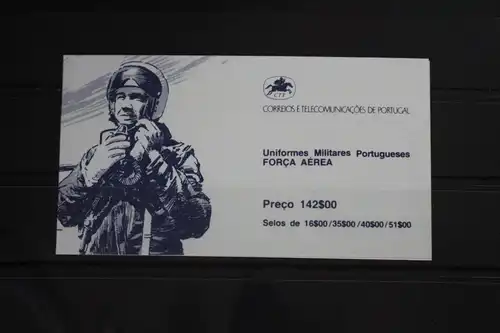 CTT
CORREIOS E TELECOMUNICAÇÕES DE PORTUGAL
Uniformes Militares Portugueses
FORÇA AÉREA
Preço 142$00
Selos de 16$00/35$00/40$00/51$00